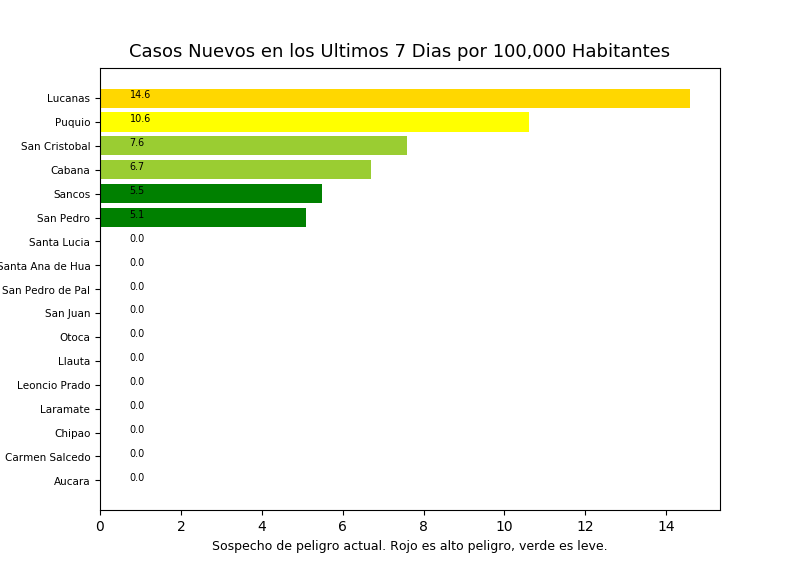 Casos Nuevos en los Ultimos 7 Dias por 100,000 Habitantes
Lucanas 14.6
Puquio 10.6
San Cristobal 7.6
Cabana 6.7
Sancos 5.5
San Pedro 5.1
Santa Lucia 0.0
Santa Ana de Hua 0.0
San Pedro de Pal 0.0
San Juan 0.0
Otoca 0.0
Llauta 0.0
Leoncio Prado 0.0
Laramate 0.0
Chipao 0.0
Carmen Salcedo 0.0
Aucara 0.0
0 2 4 6 8 10 12 14
Sospecho de peligro actual. Rojo es alto peligro, verde es leve.